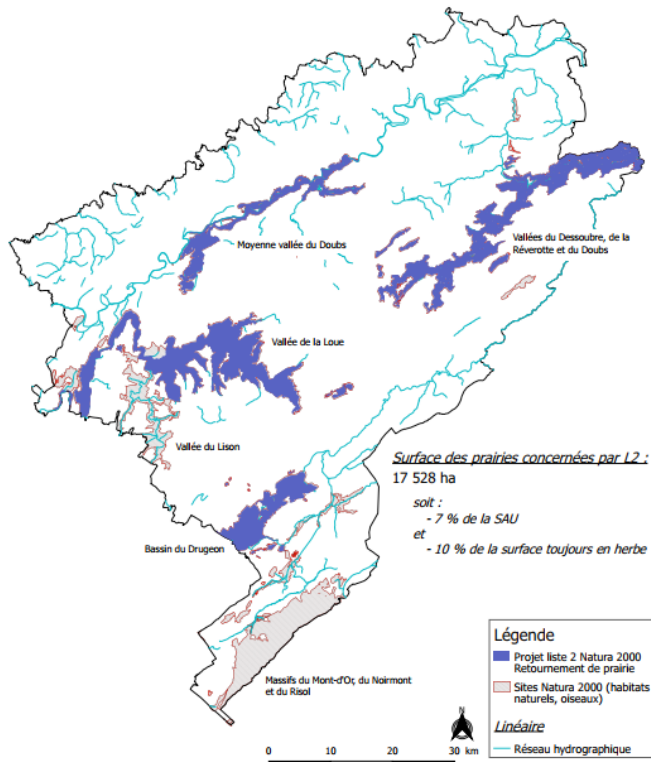 Moyenne vallée du Doubs
Vallées du Dessoubre, de la
Réverotte et du Doubs
Vallée de la Loue
Vallée du Lison
Surface des prairies concernées par L2 :
17 528 ha
soit :
- 7 % de la SAU
et
- 10 % de la surface toujours en herbe
Bassin du Drugeon
Massifs du Mont-d'Or, du Noirmont
et du Risol
Légende
Projet liste 2 Natura 2000
Retournement de prairie
Sites Natura 2000 (habitats
naturels, oiseaux)
Linéaire
Réseau hydrographique
N
0 10 20 30 km